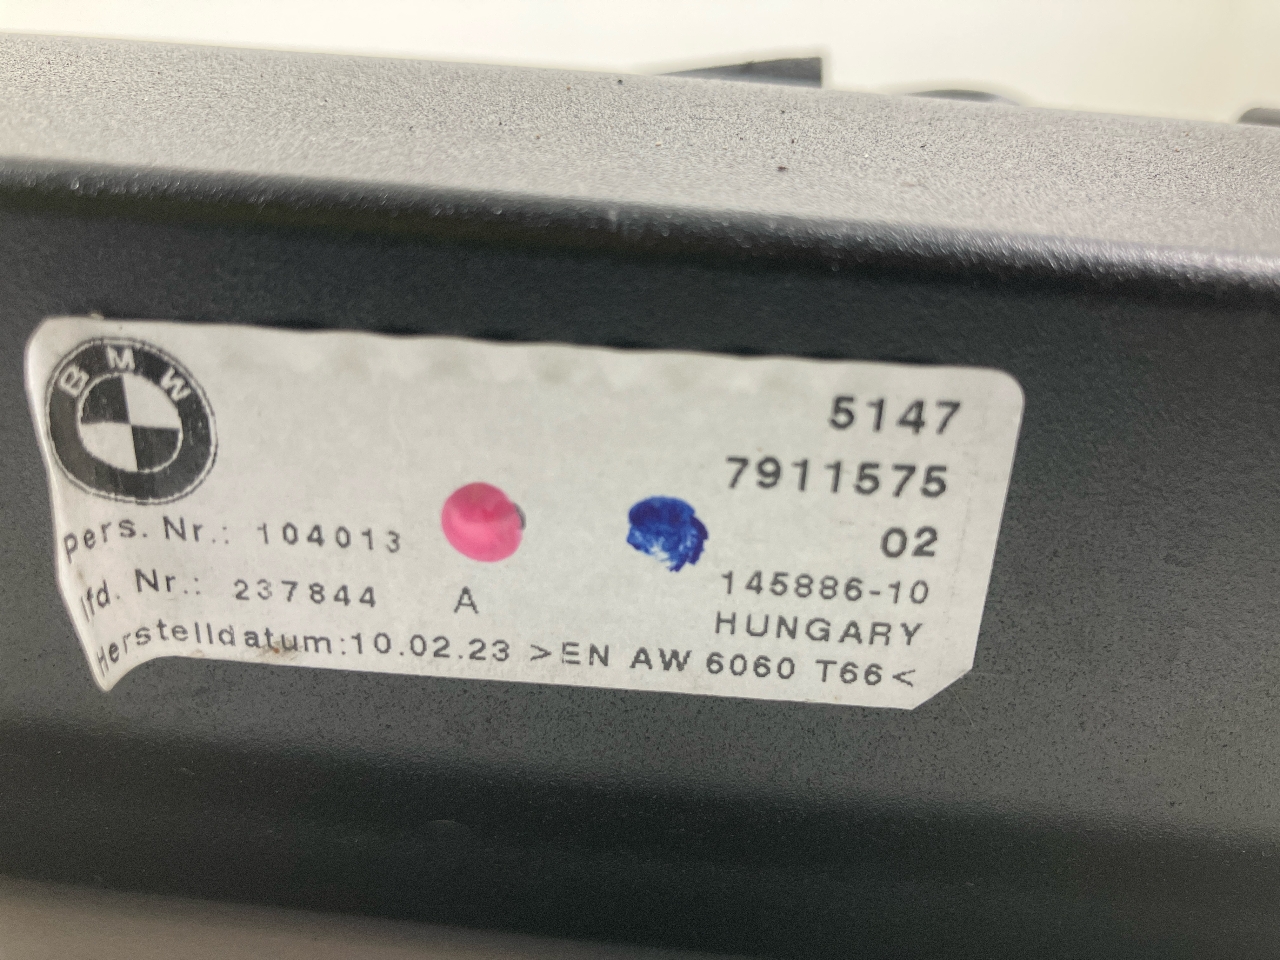 BMW
5147
7911575
02
pers. Nr.: 104013
145886-10
lfd. Nr.: 237844 A
HUNGARY
Herstelldatum:10.02.23 >EN AW 6060 T66<